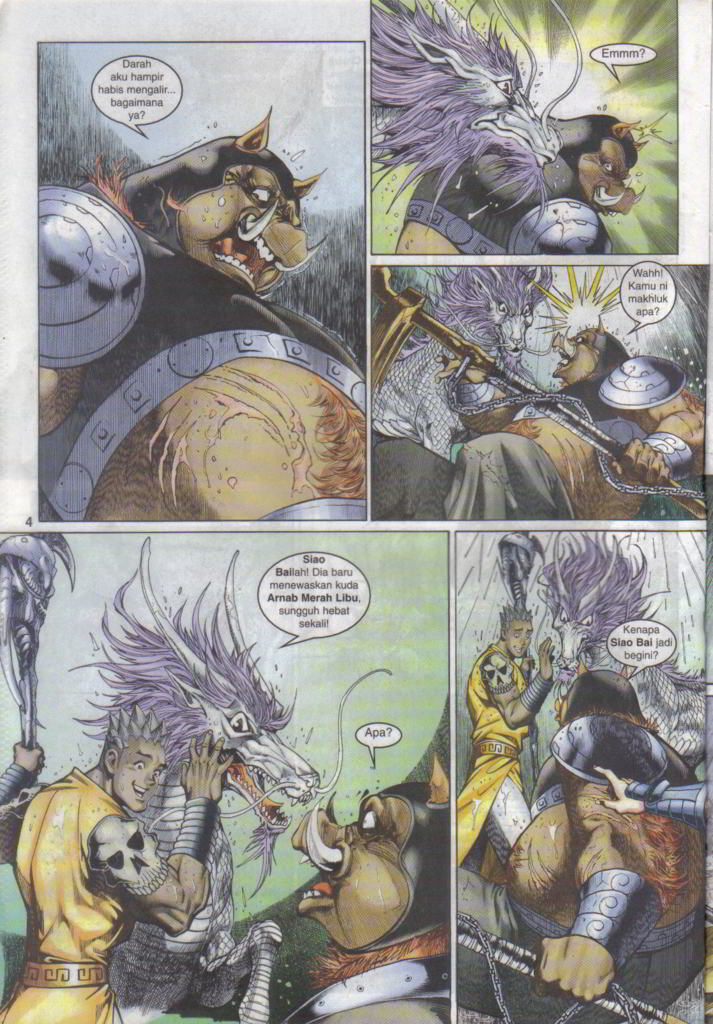 Darah
aku hampir
habis mengalir...
bagaimana
ya?
Emmm?
Wahh!
Kamu ni
makhluk
apa?
4
Siao
Bailah! Dia baru
menewaskan kuda
Arnab Merah Libu,
sungguh hebat
sekali!
Apa?
Kenapa
Siao Bai jadi
begini?